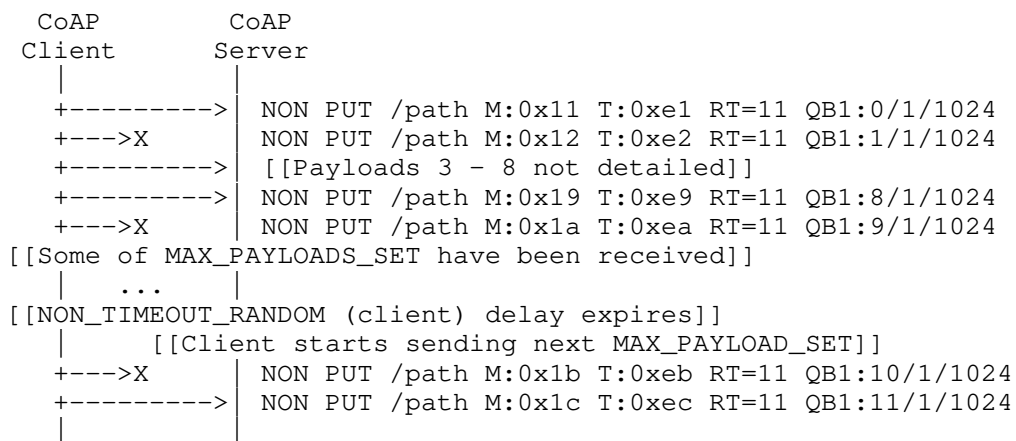 CoAP CoAP
Client Server
| |
+--------->| NON PUT /path M:0x11 T:0xe1 RT=11 QB1:0/1/1024
+--->X | NON PUT /path M:0x12 T:0xe2 RT=11 QB1:1/1/1024
+--------->| [[Payloads 3 - 8 not detailed]]
+--------->| NON PUT /path M:0x19 T:0xe9 RT=11 QB1:8/1/1024
+--->X | NON PUT /path M:0x1a T:0xea RT=11 QB1:9/1/1024
[[Some of MAX_PAYLOADS_SET have been received]]
| ... |
[[NON_TIMEOUT_RANDOM (client) delay expires]]
| [[Client starts sending next MAX_PAYLOAD_SET]]
+--->X | NON PUT /path M:0x1b T:0xeb RT=11 QB1:10/1/1024
+--------->| NON PUT /path M:0x1c T:0xec RT=11 QB1:11/1/1024
| |